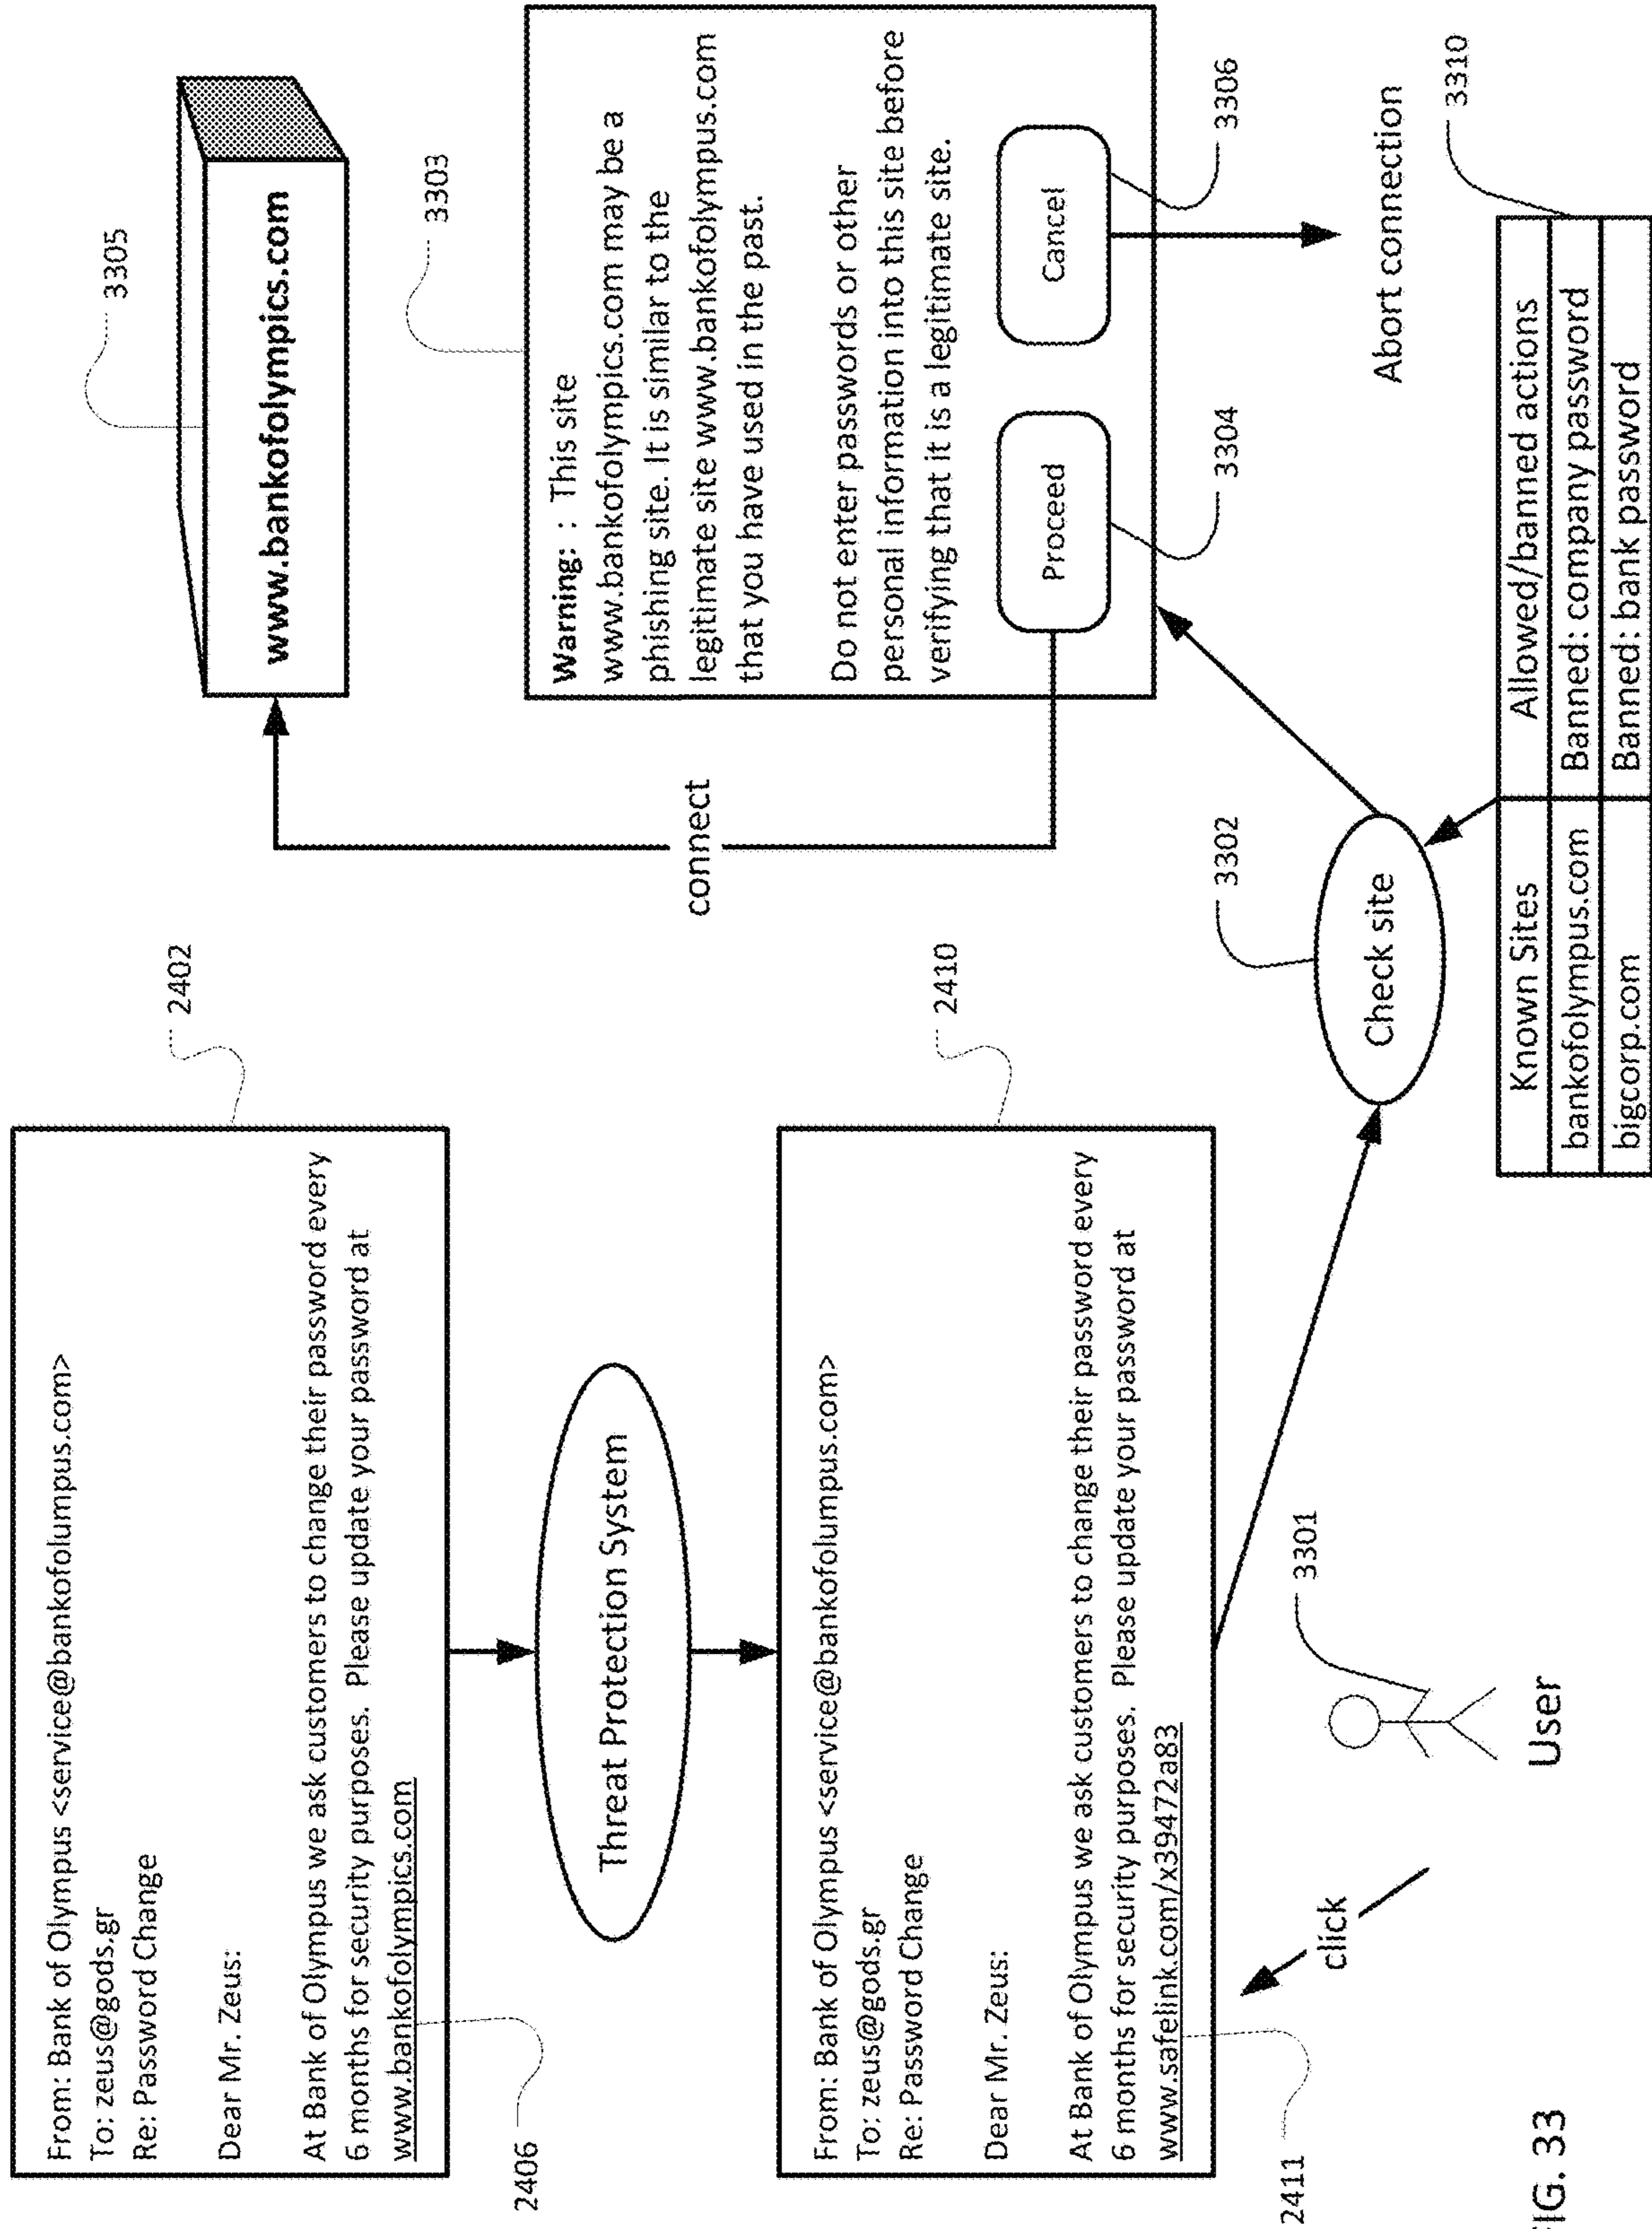 2402
From: Bank of Olympus <service@bankofolumpus.com>
To: zeus@gods.gr
Re: Password Change
Dear Mr. Zeus:
At Bank of Olympus we ask customers to change their password every
6 months for security purposes. Please update your password at
www.bankofolympics.com
2406
Threat Protection System
2410
From: Bank of Olympus <service@bankofolumpus.com>
To: zeus@gods.gr
Re: Password Change
Dear Mr. Zeus:
At Bank of Olympus we ask customers to change their password every
6 months for security purposes. Please update your password at
www.safelink.com/x39472a83
2411
click
3301
User
3305
www.bankofolympics.com
connect
3303
Warning: : This site
www.bankofolympics.com may be a
phishing site. It is similar to the
legitimate site www.bankofolympus.com
that you have used in the past.
Do not enter passwords or other
personal information into this site before
verifying that it is a legitimate site.
Proceed
Cancel
3304
3306
Abort connection
3302
Check site
3310
Known Sites
Allowed/banned actions
bankofolympus.com
Banned: company password
bigcorp.com
Banned: bank password
FIG. 33